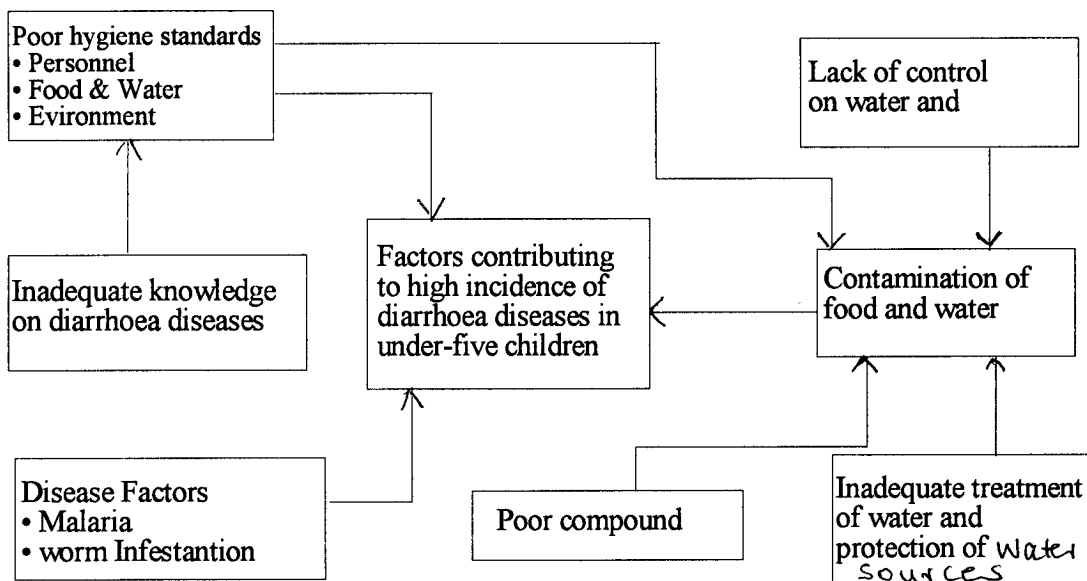 Poor hygiene standards
• Personnel
• Food & Water
• Evironment
Lack of control
on water and
Inadequate knowledge
on diarrhoea diseases
Factors contributing
to high incidence of
diarrhoea diseases in
under-five children
Contamination of
food and water
Disease Factors
• Malaria
• worm Infestantion
Poor compound
Inadequate treatment
of water and
protection of Water
sources